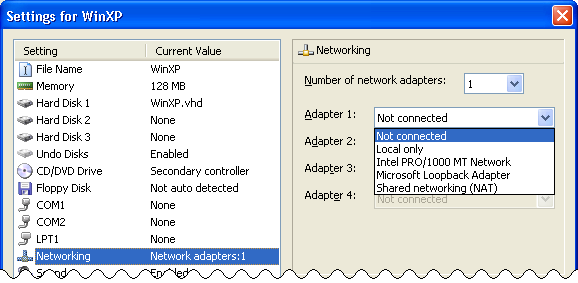 Settings for WinXP
Setting Current Value
File Name WinXP
Memory 128 MB
Hard Disk 1 WinXP.vhd
Hard Disk 2 None
Hard Disk 3 None
Undo Disks Enabled
CD/DVD Drive Secondary controller
Floppy Disk Not auto detected
COM1 None
COM2 None
LPT1 None
Networking Network adapters:1
Sound Enabled
Networking
Number of network adapters: 1
Adapter 1: Not connected
Not connected
Adapter 2: Local only
Intel PRO/1000 MT Network
Adapter 3: Microsoft Loopback Adapter
Shared networking (NAT)
Adapter 4: Not connected